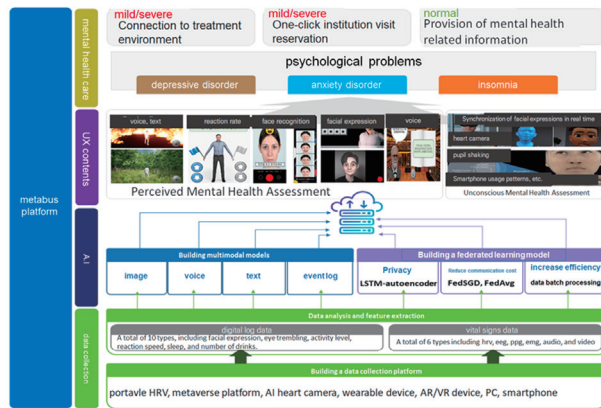 metabus
platform
mental health care
UX contents
A.I
data collection
mild/severe
Connection to treatment
environment
mild/severe
One-click institution visit
reservation
normal
Provision of mental health
related information
psychological problems
depressive disorder
anxiety disorder
insomnia
voice, text
reaction rate
face recognition
facial expression
voice
Perceived Mental Health Assessment
Synchronization of facial expressions in real time
heart camera
pupil sheking
Smartphone usage patterns, etc.
Unconscious Mental Health Assessment
Building multimodal models
image
voice
text
eventlog
Building a federated learning model
Privacy
LSTM-autoencoder
Reduce communication cost
FedSGD, FedAvg
Increase efficiency
data batch processing
Data analysis and feature extraction
digital log data
A total of 10 types, including facial expression, eye trembling, activity level,
reaction speed, sleep, and number of drinks.
vital signs data
A total of 6 types including hrv, eeg, ppg, emg, audio, and video
Building a data collection platform
portavle HRV, metaverse platform, AI heart camera, wearable device, AR/VR device, PC, smartphone